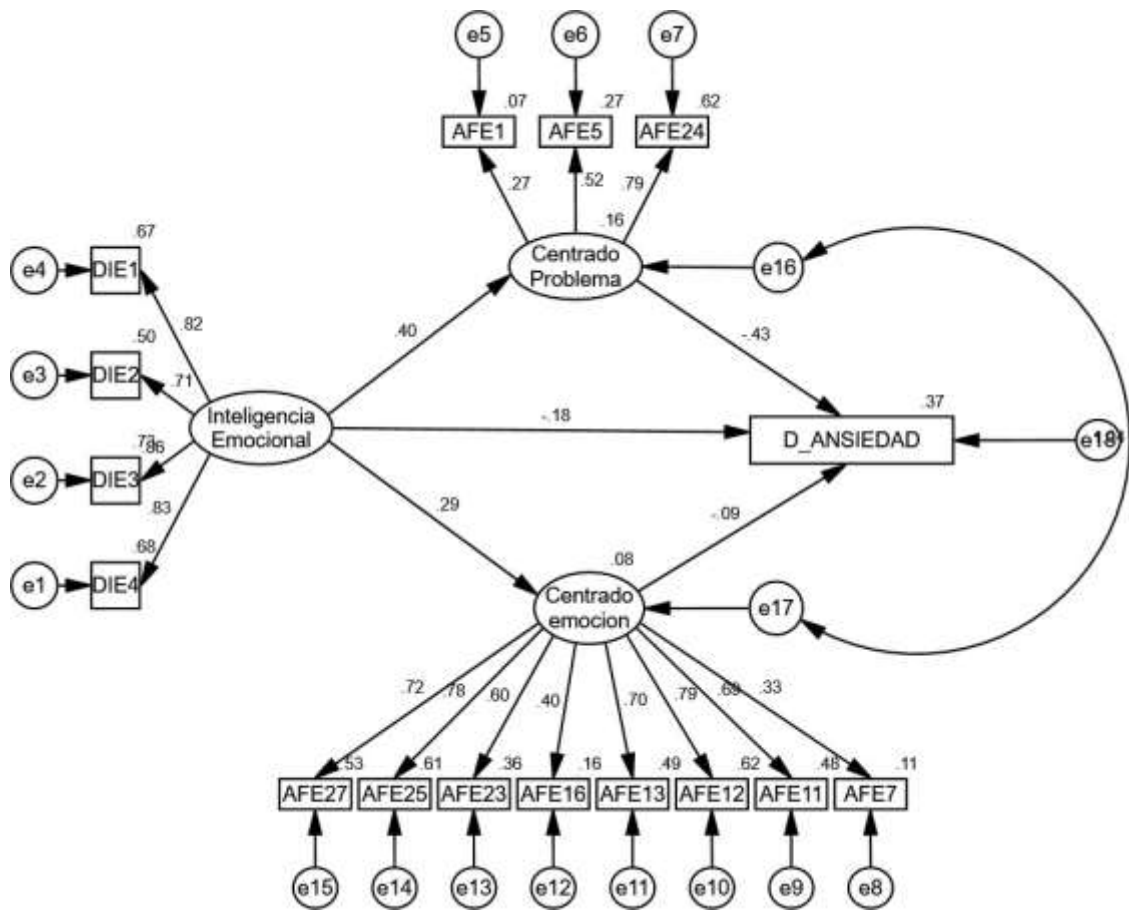 e5
e6
e7
.07
.27
.62
AFE1
AFE5
AFE24
.27
.52
.79
.16
Centrado
Problema
e16
e4
DIE1
.67
.82
.40
-.43
e3
DIE2
.50
.71
Inteligencia
Emocional
-.18
.37
D_ANSIEDAD
e18
e2
DIE3
.86
.83
.29
-.09
.68
e1
DIE4
.08
Centrado
emocion
e17
.72
.78
.60
.40
.70
.79
.69
.33
.53
.61
.36
.16
.49
.62
.48
.11
AFE27
AFE25
AFE23
AFE16
AFE13
AFE12
AFE11
AFE7
e15
e14
e13
e12
e11
e10
e9
e8